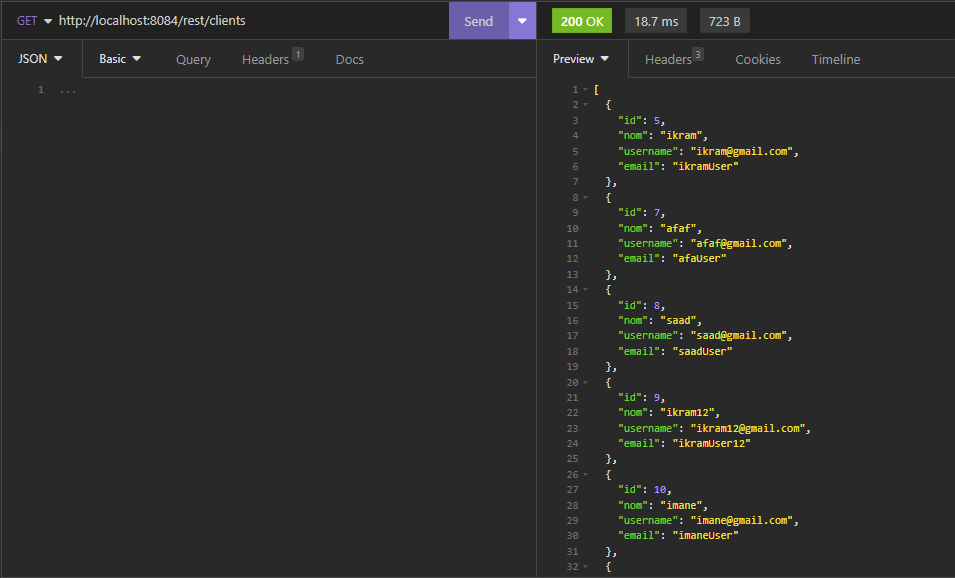 GET http://localhost:8084/rest/clients Send 200 OK 18.7 ms 723 B
JSON Basic Query Headers 1 Docs Preview Headers 3 Cookies Timeline
1 ...
1 [
2 {
3 "id": 5,
4 "nom": "ikram",
5 "username": "ikram@gmail.com",
6 "email": "ikramUser"
7 },
8 {
9 "id": 7,
10 "nom": "afaf",
11 "username": "afaf@gmail.com",
12 "email": "afaUser"
13 },
14 {
15 "id": 8,
16 "nom": "saad",
17 "username": "saad@gmail.com",
18 "email": "saadUser"
19 },
20 {
21 "id": 9,
22 "nom": "ikram12",
23 "username": "ikram12@gmail.com",
24 "email": "ikramUser12"
25 },
26 {
27 "id": 10,
28 "nom": "imane",
29 "username": "imane@gmail.com",
30 "email": "imaneUser"
31 },
32 {